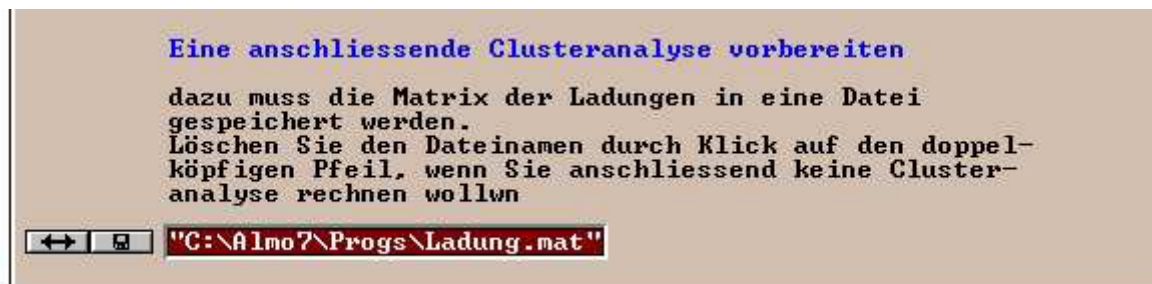 Eine anschliessende Clusteranalyse vorbereiten
dazu muss die Matrix der Ladungen in eine Datei
gespeichert werden.
Löschen Sie den Dateinamen durch Klick auf den doppel-
köpfigen Pfeil, wenn Sie anschliessend keine Cluster-
analyse rechnen wollwn
"C:\Almo7\Progs\Ladung.mat"